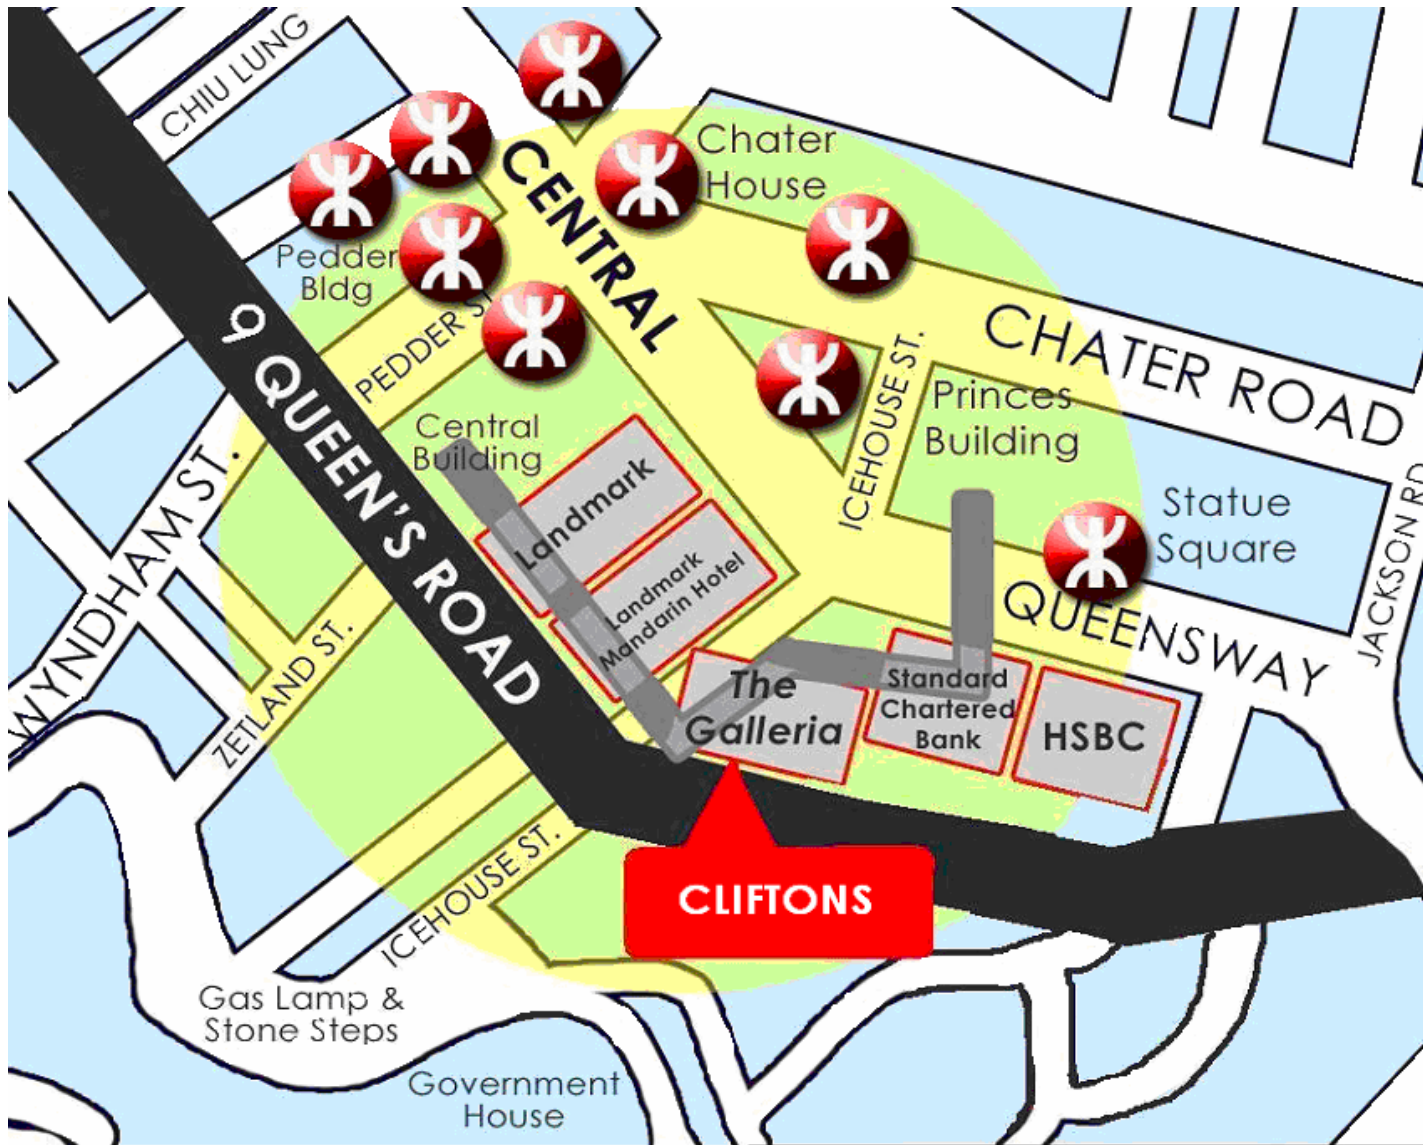 CHIU LUNG
CENTRAL
Chater
House
Pedder
Bldg
PEDDER ST.
9 QUEEN'S ROAD
CHATER ROAD
ICEHOUSE ST.
Princes
Building
Central
Building
Landmark
Landmark
Mandarin Hotel
Statue
Square
JACKSON RD
QUEENSWAY
WYNDHAM ST.
ZETLAND ST.
The
Galleria
Standard
Chartered
Bank
HSBC
ICEHOUSE ST.
CLIFTONS
Gas Lamp &
Stone Steps
Government
House